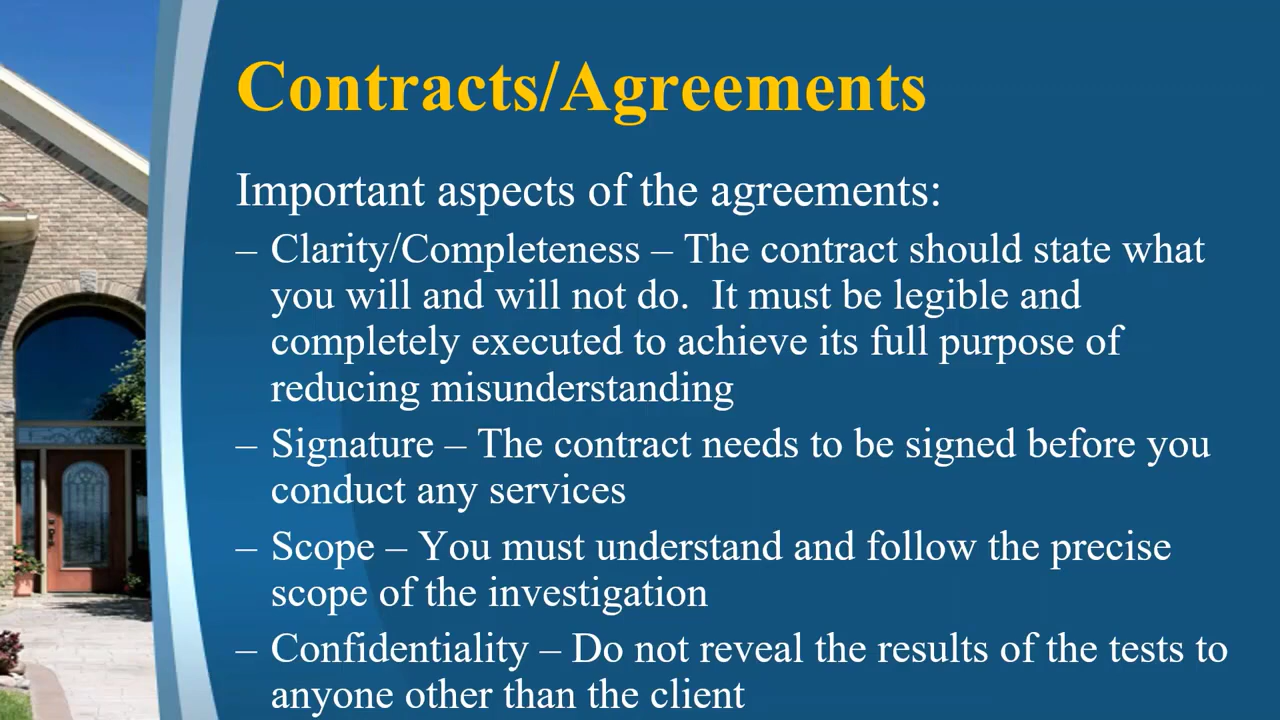 Contracts/Agreements
Important aspects of the agreements:
– Clarity/Completeness – The contract should state what
you will and will not do.  It must be legible and
completely executed to achieve its full purpose of
reducing misunderstanding
– Signature – The contract needs to be signed before you
conduct any services
– Scope – You must understand and follow the precise
scope of the investigation
– Confidentiality – Do not reveal the results of the tests to
anyone other than the client